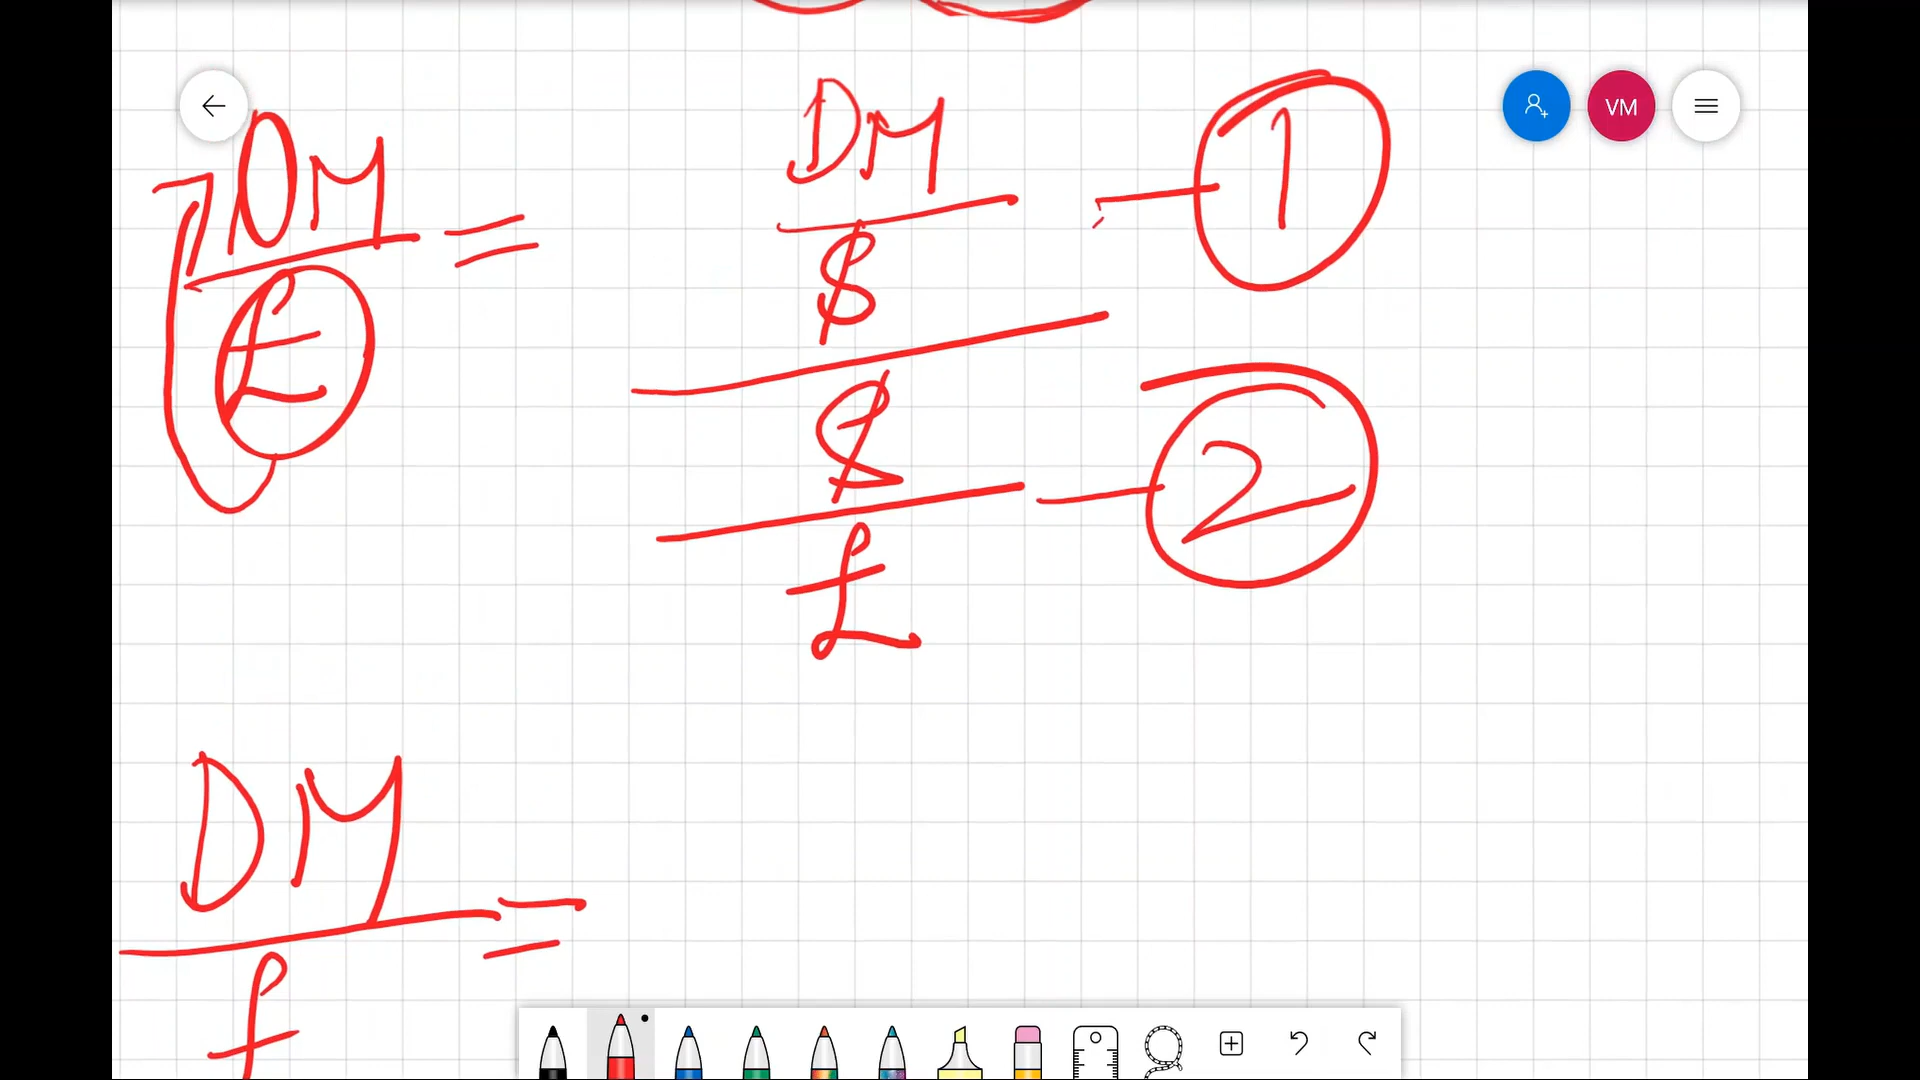 VM
DM
£
=
DM
$
1
$
£
2
DM
£
=